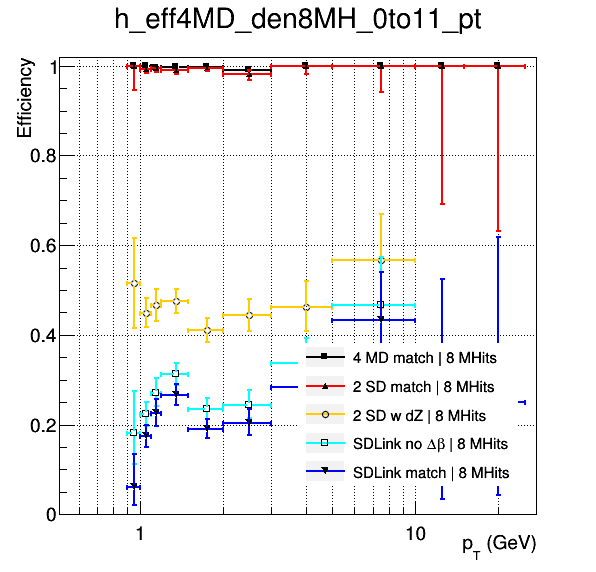 h_eff4MD_den8MH_0to11_pt
Efficiency
1
0.8
0.6
0.4
0.2
0
4 MD match | 8 MHits
2 SD match | 8 MHits
2 SD w dZ | 8 MHits
SDLink no Δβ | 8 MHits
SDLink match | 8 MHits
1
10
p_T (GeV)